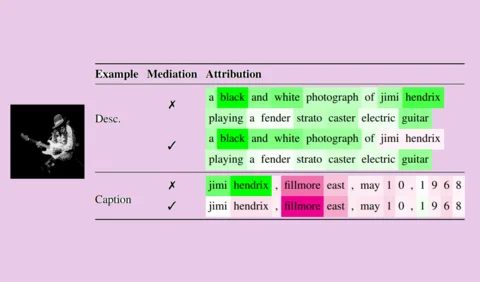 Example Mediation Attribution
Desc.
✗ a black and white photograph of jimi hendrix
playing a fender strato caster electric guitar
✓ a black and white photograph of jimi hendrix
playing a fender strato caster electric guitar
Caption
✗ jimi hendrix , fillmore east , may 1 0 , 1 9 6 8
✓ jimi hendrix , fillmore east , may 1 0 , 1 9 6 8